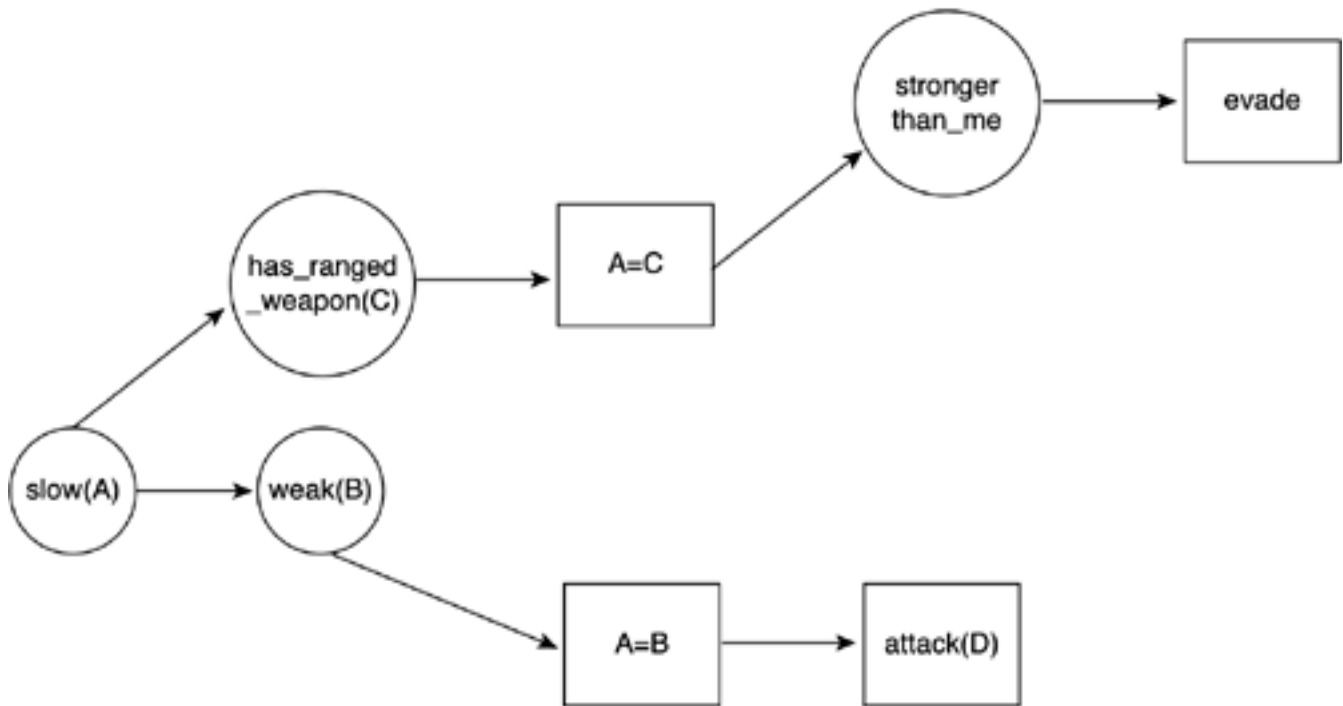 stronger
than_me
evade
has_ranged
_weapon(C)
A=C
slow(A)
weak(B)
A=B
attack(D)